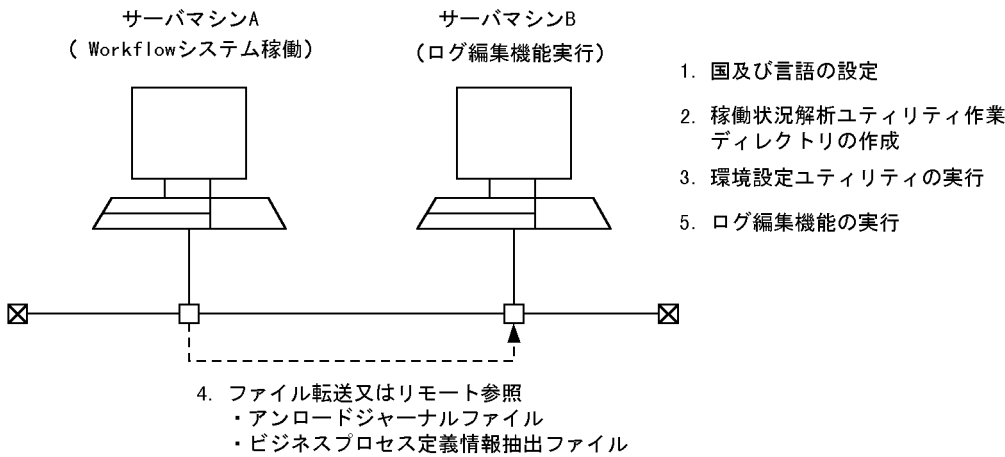 サーバマシンA
( Workflowシステム稼働)
サーバマシンB
(ログ編集機能実行)
1. 国及び言語の設定
2. 稼働状況解析ユティリティ作業
ディレクトリの作成
3. 環境設定ユティリティの実行
5. ログ編集機能の実行
4. ファイル転送又はリモート参照
・アンロードジャーナルファイル
・ビジネスプロセス定義情報抽出ファイル